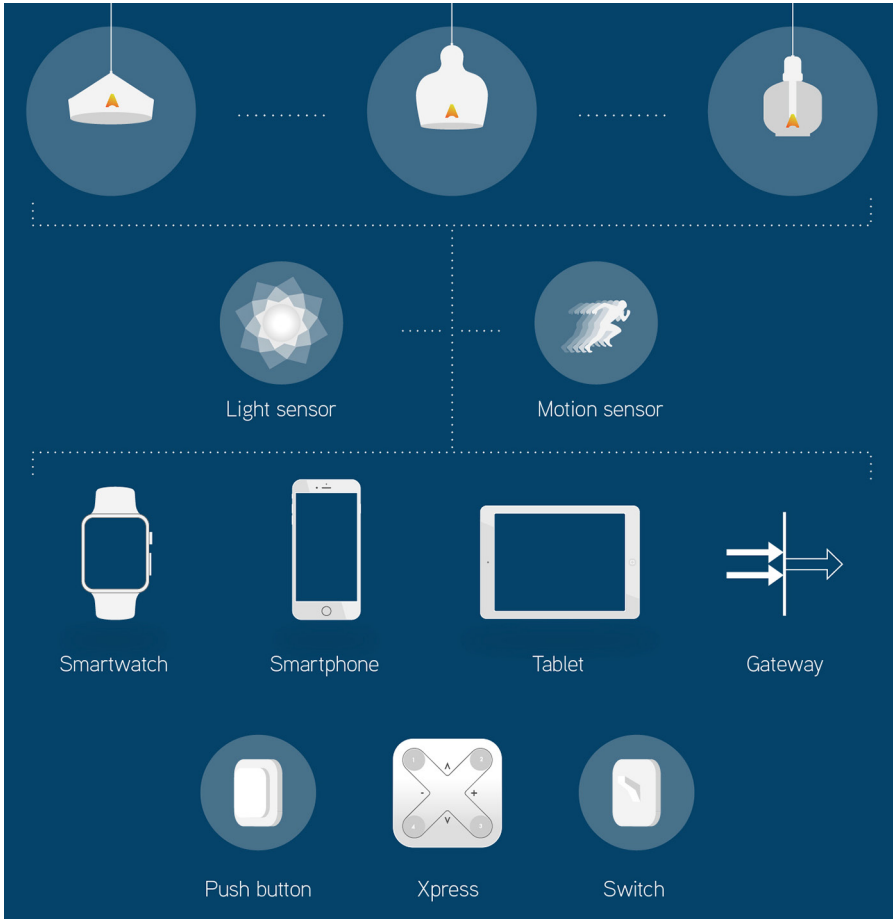 Light sensor
Motion sensor
Smartwatch
Smartphone
Tablet
Gateway
Push button
Xpress
Switch